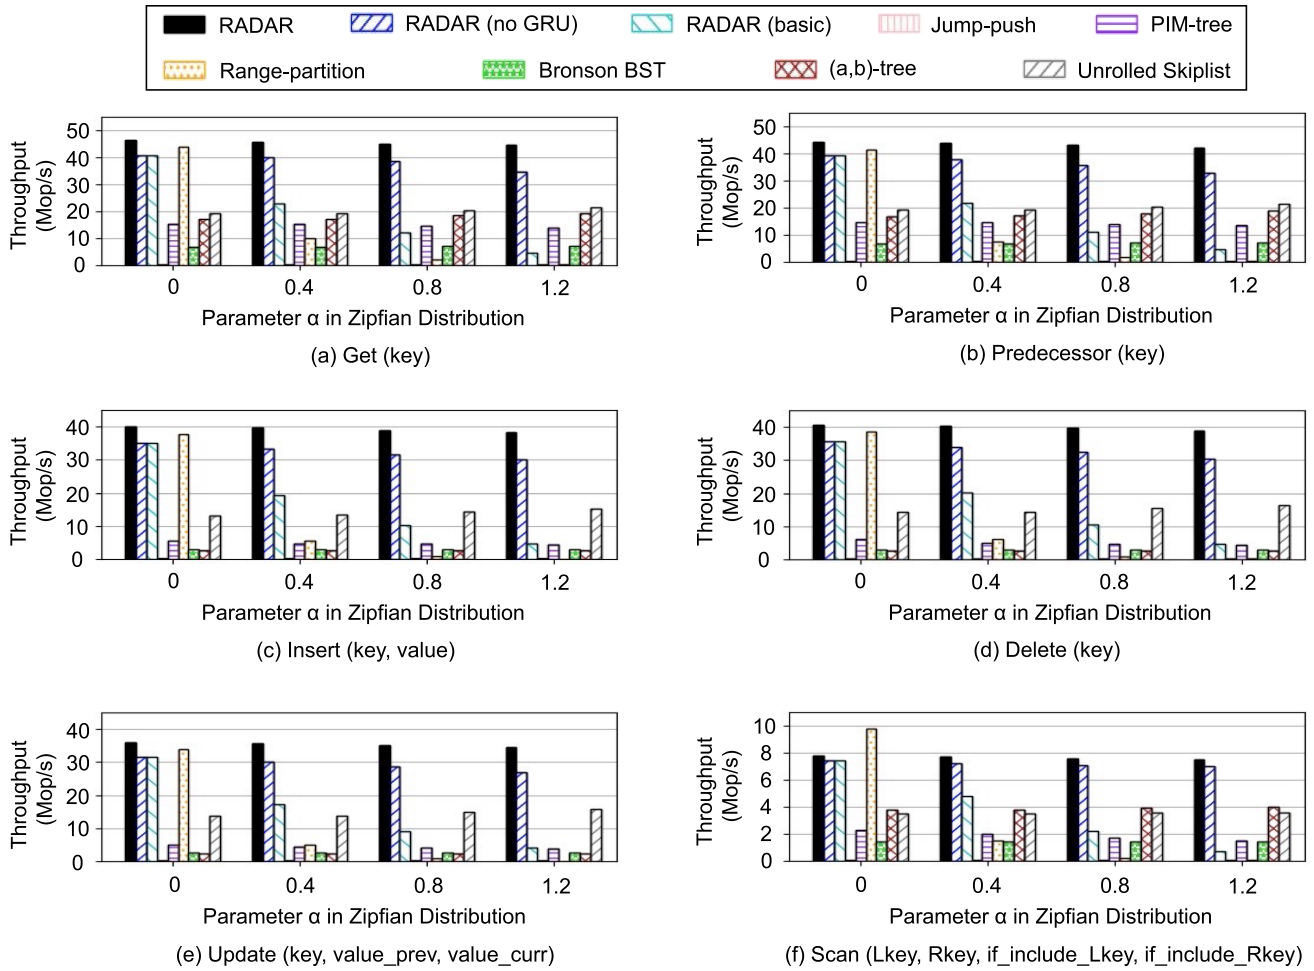 RADAR RADAR (no GRU) RADAR (basic) Jump-push PIM-tree
Range-partition Bronson BST (a,b)-tree Unrolled Skiplist
Throughput (Mop/s)
50
40
30
20
10
0
0 0.4 0.8 1.2
Parameter α in Zipfian Distribution
(a) Get (key)
Throughput (Mop/s)
50
40
30
20
10
0
0 0.4 0.8 1.2
Parameter α in Zipfian Distribution
(b) Predecessor (key)
Throughput (Mop/s)
40
30
20
10
0
0 0.4 0.8 1.2
Parameter α in Zipfian Distribution
(c) Insert (key, value)
Throughput (Mop/s)
40
30
20
10
0
0 0.4 0.8 1.2
Parameter α in Zipfian Distribution
(d) Delete (key)
Throughput (Mop/s)
40
30
20
10
0
0 0.4 0.8 1.2
Parameter α in Zipfian Distribution
(e) Update (key, value_prev, value_curr)
Throughput (Mop/s)
10
8
6
4
2
0
0 0.4 0.8 1.2
Parameter α in Zipfian Distribution
(f) Scan (Lkey, Rkey, if_include_Lkey, if_include_Rkey)